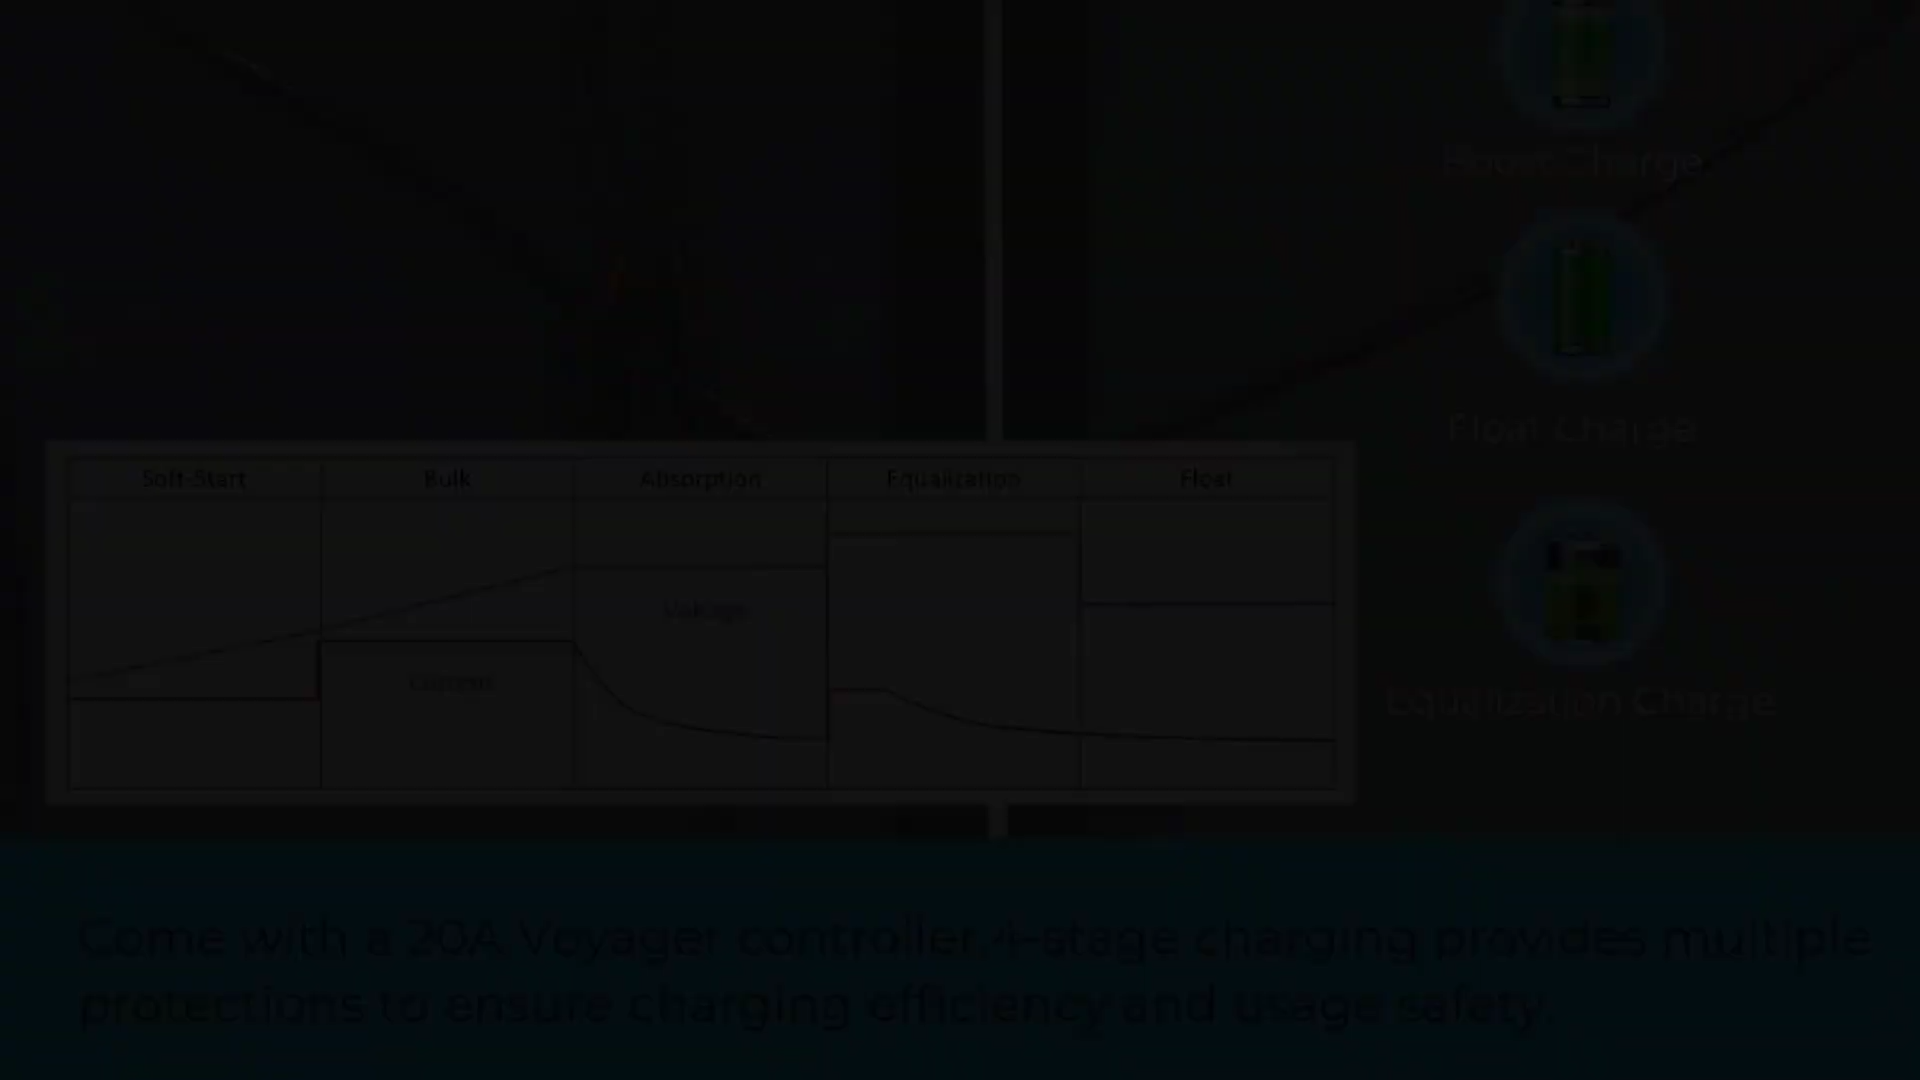 Boost Charge
Float Charge
Soft-Start Bulk Absorption Equalization Float
Voltage
Current
Equalization Charge
Come with a 20A Voyager controller,4-stage charging provides multiple
protections to ensure charging efficiency and usage safety.